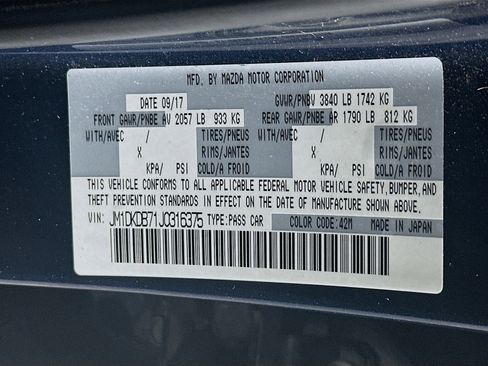 MFD. BY MAZDA MOTOR CORPORATION
DATE 09/17 GVWR/PNBV 3840 LB 1742 KG
FRONT GAWR/PNBE AV 2057 LB 933 KG REAR GAWR/PNBE AR 1790 LB 812 KG
WITH/AVEC / TIRES/PNEUS WITH/AVEC / TIRES/PNEUS
X RIMS/JANTES X RIMS/JANTES
KPA/ PSI COLD/A FROID KPA/ PSI COLD/A FROID
THIS VEHICLE CONFORMS TO ALL APPLICABLE FEDERAL MOTOR VEHICLE SAFETY, BUMPER, AND
THEFT PREVENTION STANDARDS IN EFFECT ON THE DATE OF MANUFACTURE SHOWN ABOVE.
VIN: JM1DKDB71J0316375 TYPE: PASS CAR COLOR CODE: 42M MADE IN JAPAN